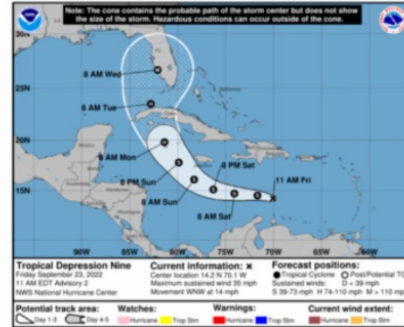 Note: The cone contains the probable path of the storm center but does not show
the size of the storm. Hazardous conditions can occur outside of the cone.
30N
8 AM Wed
25N
8 AM Tue
20N
8 AM Mon
8 PM Sat
8 PM Sun
11 AM Fri
15N
8 AM Sun
8 AM Sat
90W 85W 80W 75W 70W 65W 60W
Tropical Depression Nine
Friday September 23, 2022
11 AM EDT Advisory 2
NWS National Hurricane Center
Current information: x
Center location 14.2 N 70.1 W
Maximum sustained wind 35 mph
Movement WNW at 14 mph
Forecast positions:
Tropical Cyclone Post/Potential TC
Sustained winds: D < 39 mph
S 39-73 mph H 74-110 mph M > 110 mph
Potential track area:
Day 1-3 Day 4-5
Watches:
Hurricane Trop Stm
Warnings:
Hurricane Trop Stm
Current wind extent:
Hurricane Trop Stm